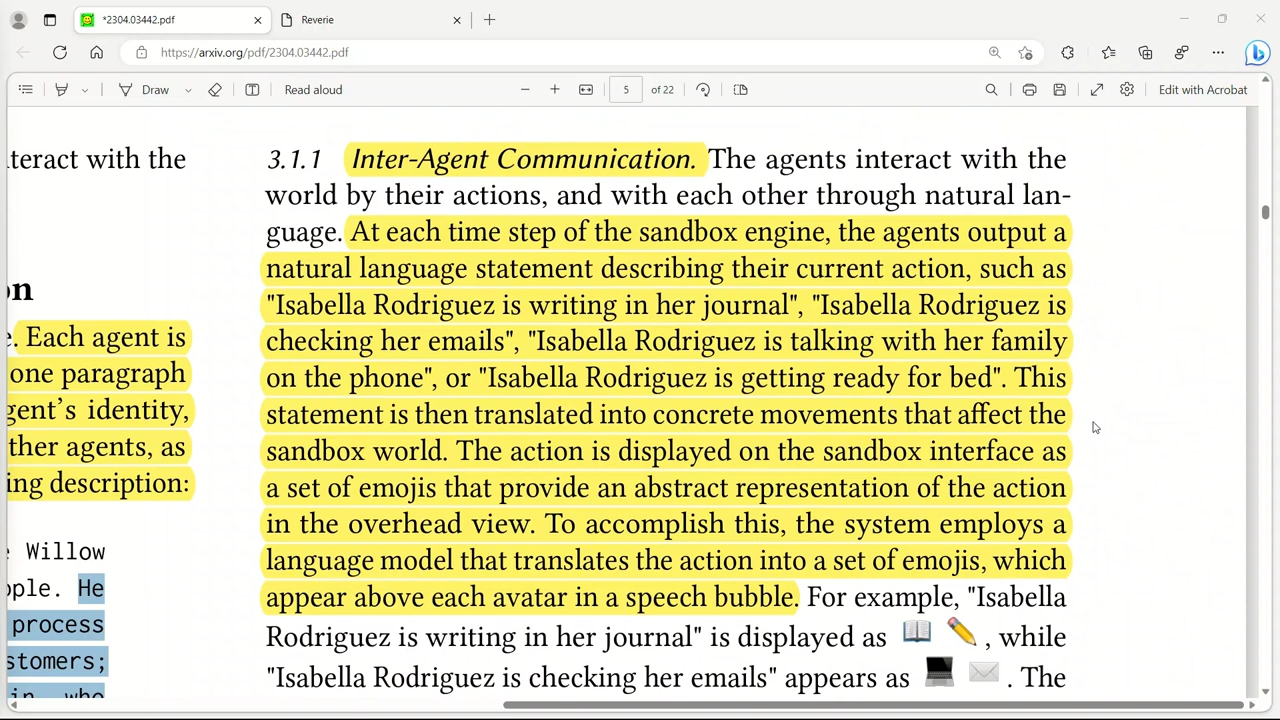 *2304.03442.pdf
Reverie
https://arxiv.org/pdf/2304.03442.pdf
Draw
Read aloud
5
of 22
Edit with Acrobat
teract with the
on
e. Each agent is
one paragraph
gent's identity,
ther agents, as
ing description:
e Willow
ople. He
process
stomers;
in who
3.1.1 Inter-Agent Communication. The agents interact with the
world by their actions, and with each other through natural lan-
guage. At each time step of the sandbox engine, the agents output a
natural language statement describing their current action, such as
"Isabella Rodriguez is writing in her journal", "Isabella Rodriguez is
checking her emails", "Isabella Rodriguez is talking with her family
on the phone", or "Isabella Rodriguez is getting ready for bed". This
statement is then translated into concrete movements that affect the
sandbox world. The action is displayed on the sandbox interface as
a set of emojis that provide an abstract representation of the action
in the overhead view. To accomplish this, the system employs a
language model that translates the action into a set of emojis, which
appear above each avatar in a speech bubble. For example, "Isabella
Rodriguez is writing in her journal" is displayed as 📖 ✏️ , while
"Isabella Rodriguez is checking her emails" appears as 💻 ✉️ . The